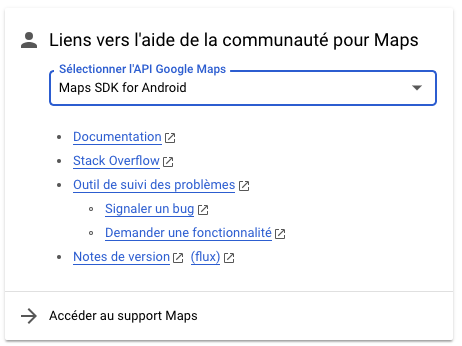 Liens vers l'aide de la communauté pour Maps
Sélectionner l'API Google Maps
Maps SDK for Android
Documentation
Stack Overflow
Outil de suivi des problèmes
Signaler un bug
Demander une fonctionnalité
Notes de version (flux)
Accéder au support Maps